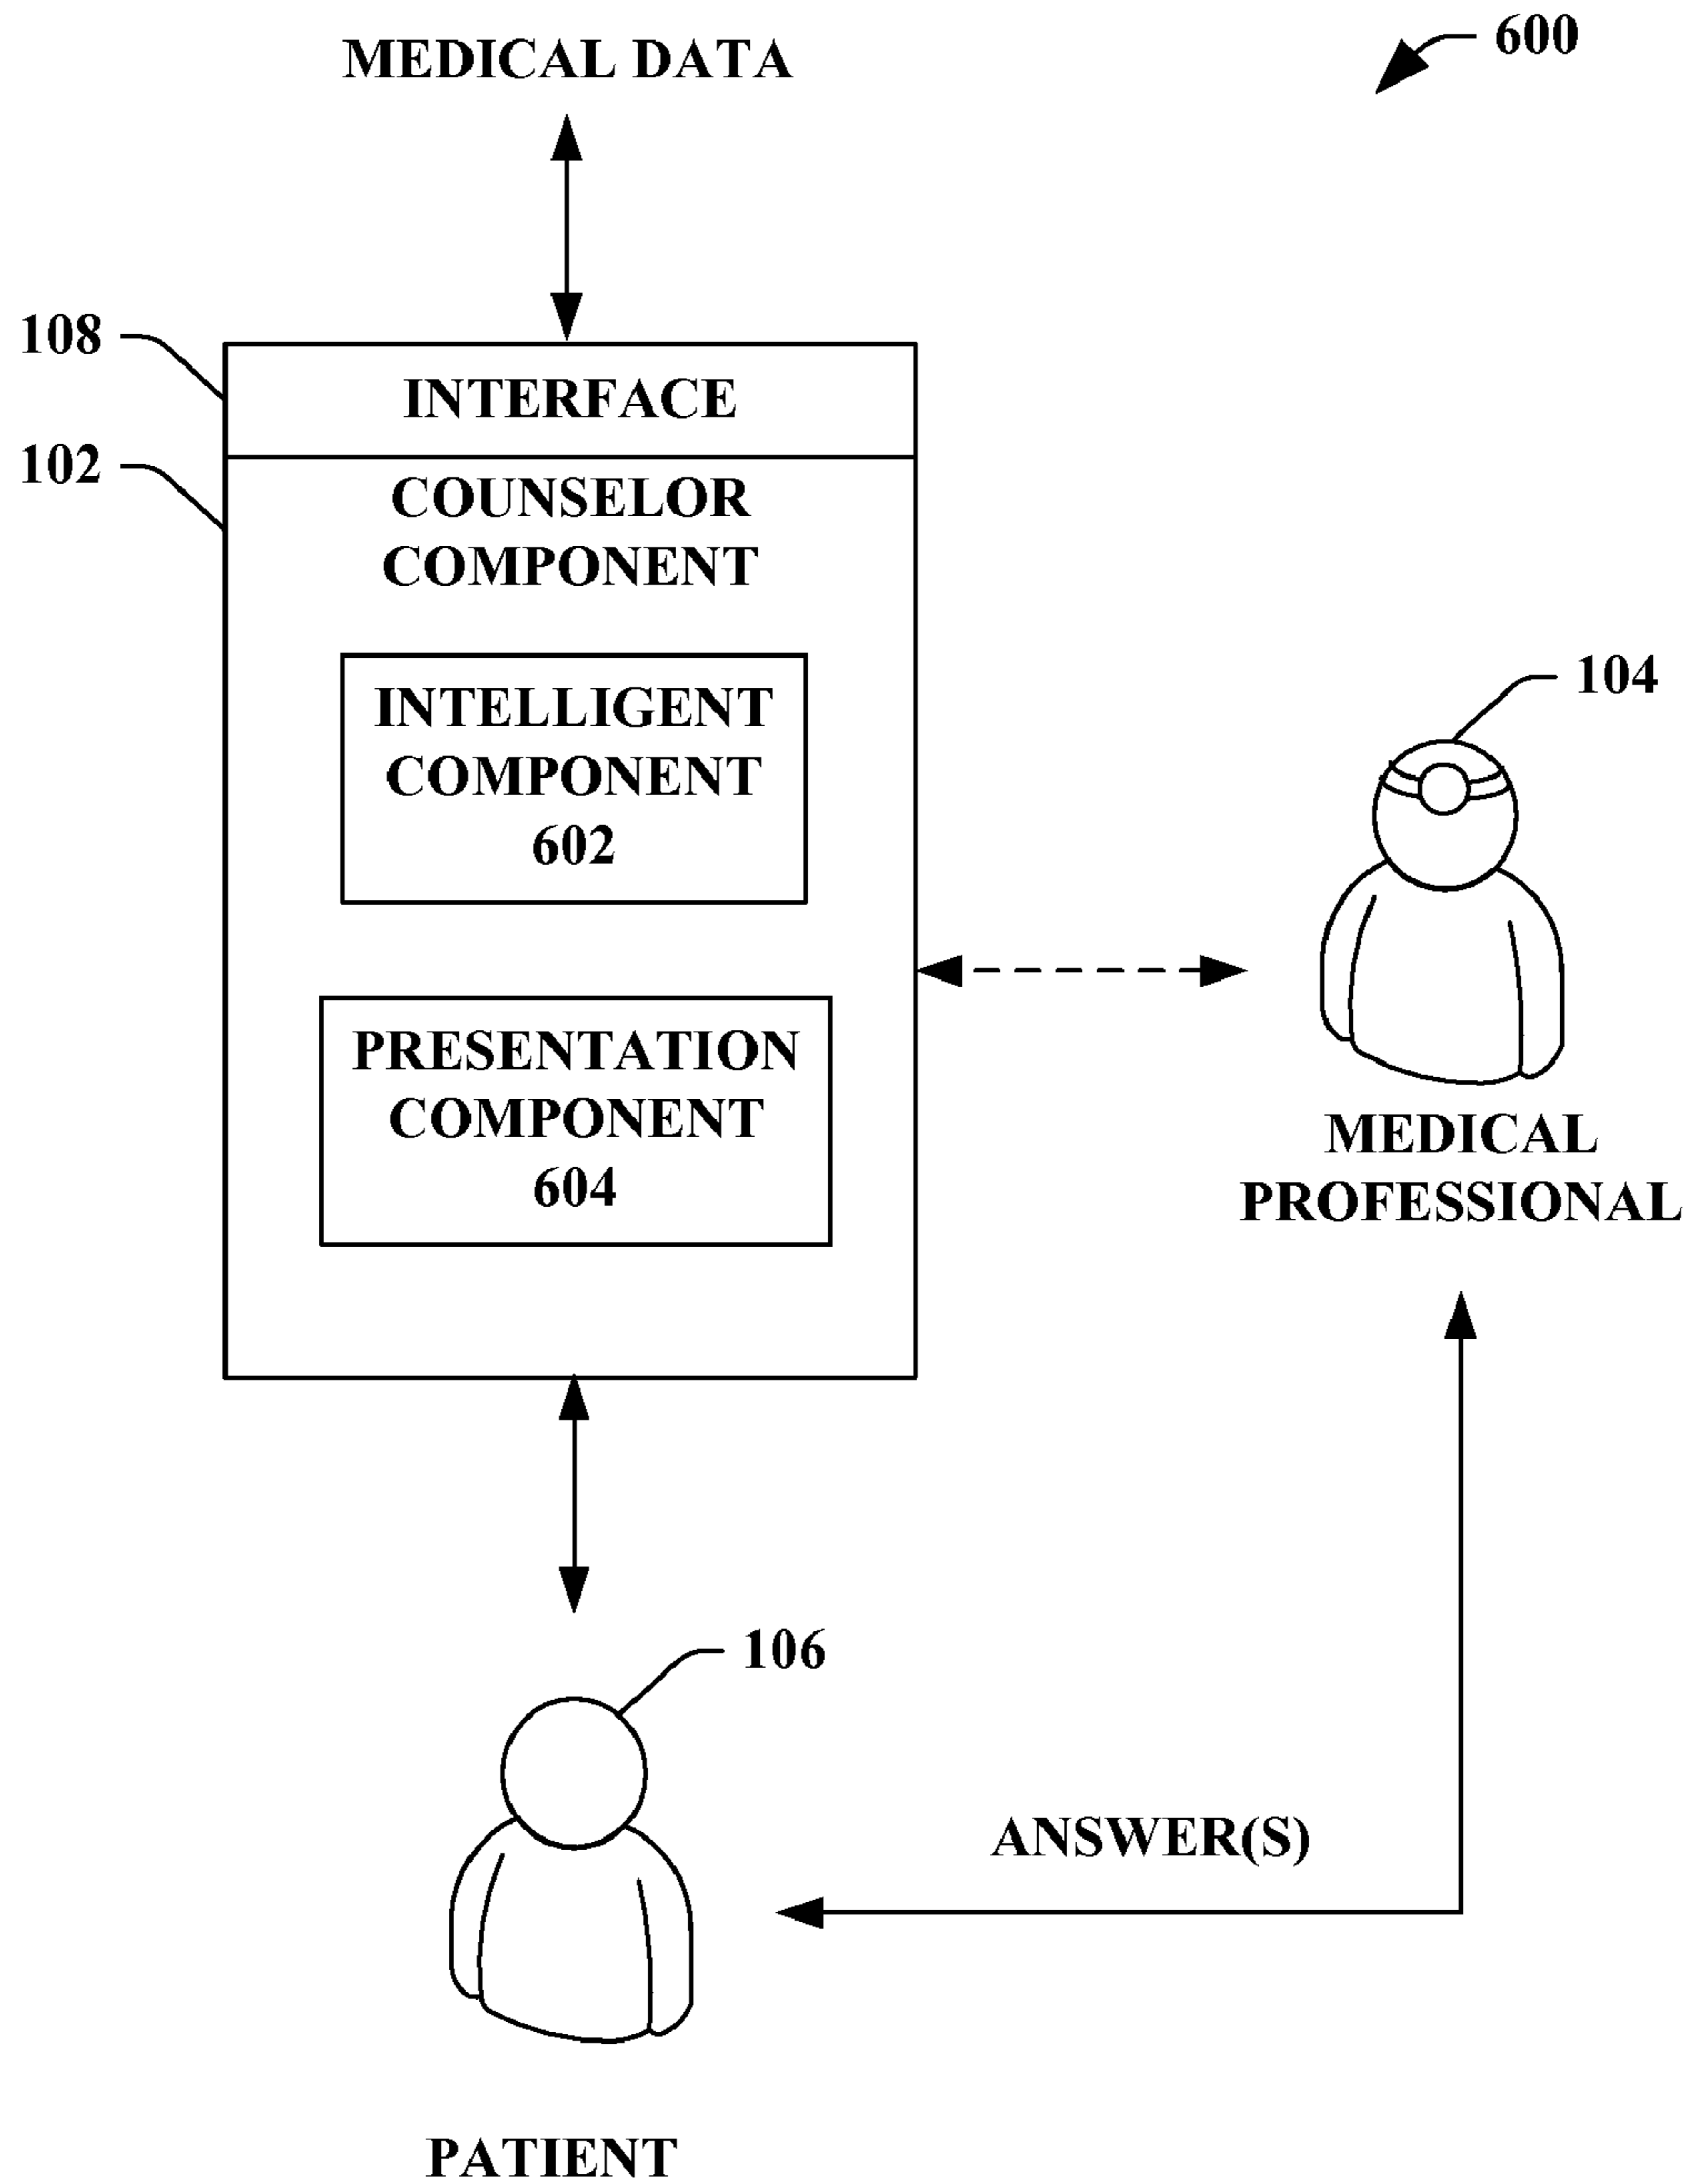 MEDICAL DATA
600
108
INTERFACE
102
COUNSELOR
COMPONENT
INTELLIGENT
COMPONENT
602
104
PRESENTATION
COMPONENT
604
MEDICAL
PROFESSIONAL
106
ANSWER(S)
PATIENT